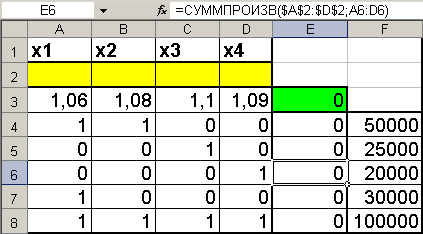 E6 fx =СУММПРОИЗВ($A$2:$D$2;A6:D6)
A B C D E F
1 x1 x2 x3 x4
2
3 1,06 1,08 1,1 1,09 0
4 1 1 0 0 0 50000
5 0 0 1 0 0 25000
6 0 0 0 1 0 20000
7 1 0 0 0 0 30000
8 1 1 1 1 0 100000